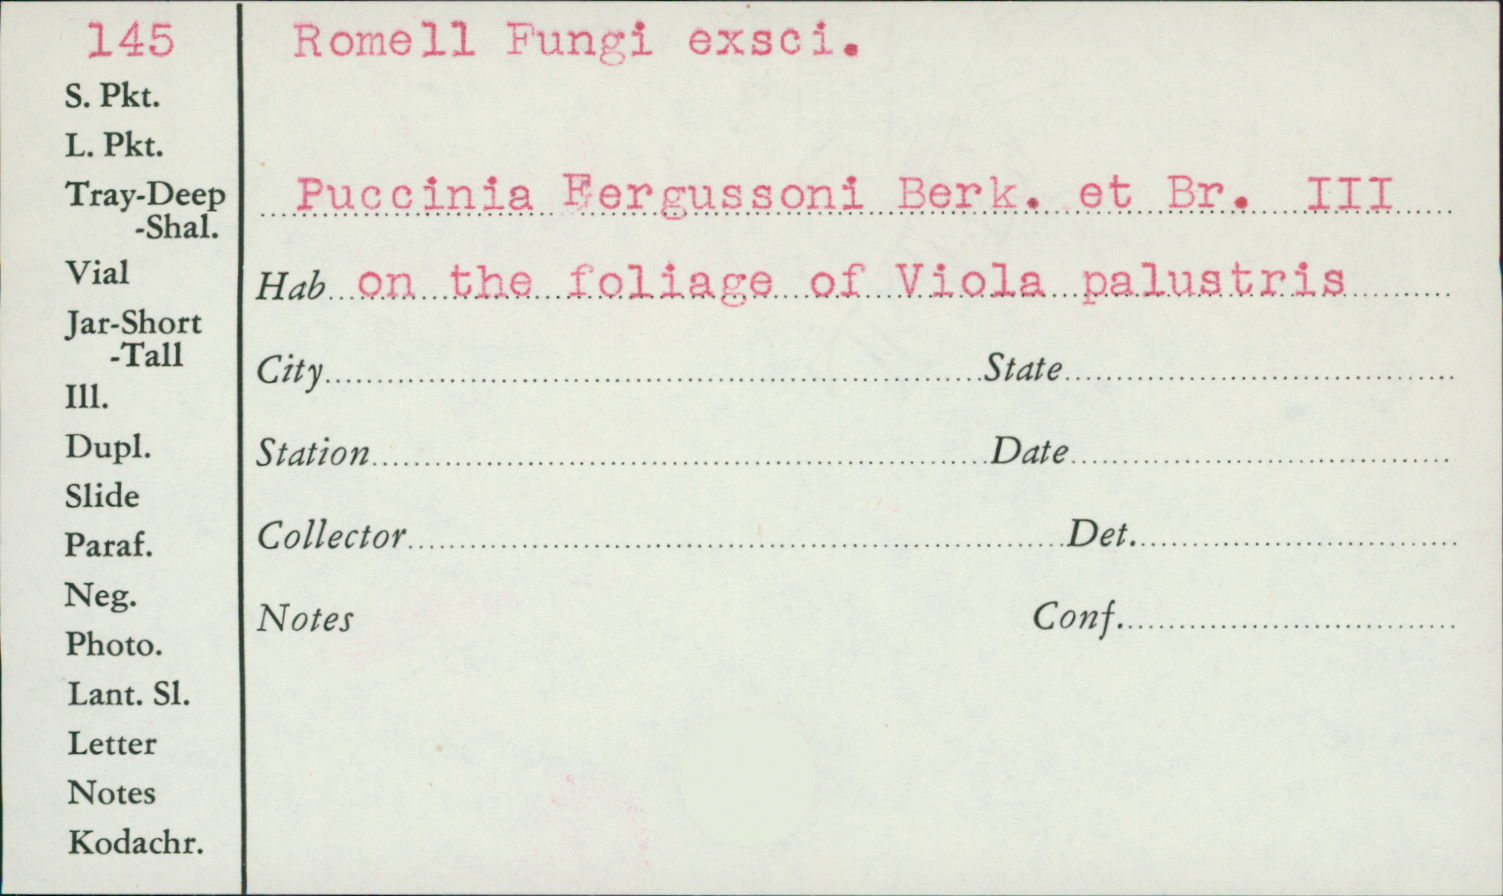 145
Romell Fungi exsci.
S. Pkt.
L. Pkt.
Tray-Deep
-Shal.
Puccinia Fergussoni Berk. et Br. III
Vial
Hab on the foliage of Viola palustris
Jar-Short
-Tall
City State
Ill.
Dupl.
Station Date
Slide
Paraf.
Collector Det.
Neg.
Notes Conf.
Photo.
Lant. Sl.
Letter
Notes
Kodachr.